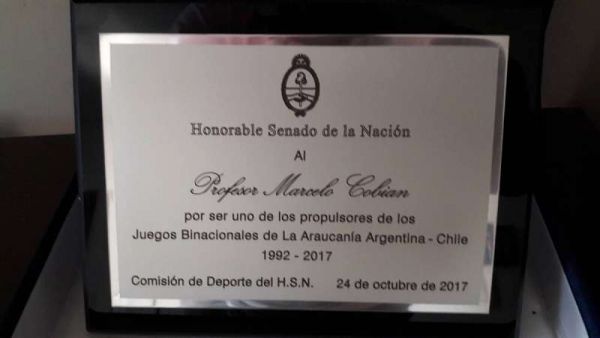 Honorable Senado de la Nación
Al
Profesor Marcelo Cobian
por ser uno de los propulsores de los
Juegos Binacionales de La Araucanía Argentina - Chile
1992 - 2017
Comisión de Deporte del H.S.N. 24 de octubre de 2017